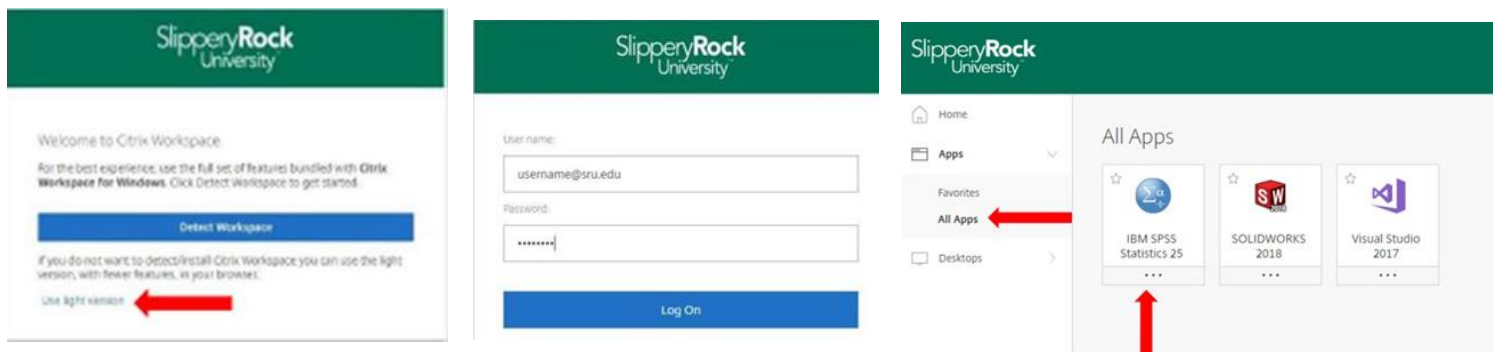 SlipperyRock
University
Welcome to Citrix Workspace
For the best experience, use the full set of features bundled with Citrix
Workspace for Windows. Click Detect Workspace to get started.
Detect Workspace
If you do not want to detect/install Citrix Workspace you can use the light
version, with fewer features, in your browser.
Use light version
SlipperyRock
University
User name:
username@sru.edu
Password:
••••••••
Log On
SlipperyRock
University
Home
Apps
Favorites
All Apps
Desktops
All Apps
IBM SPSS
Statistics 25
...
SW
2018
SOLIDWORKS
2018
...
Visual Studio
2017
...